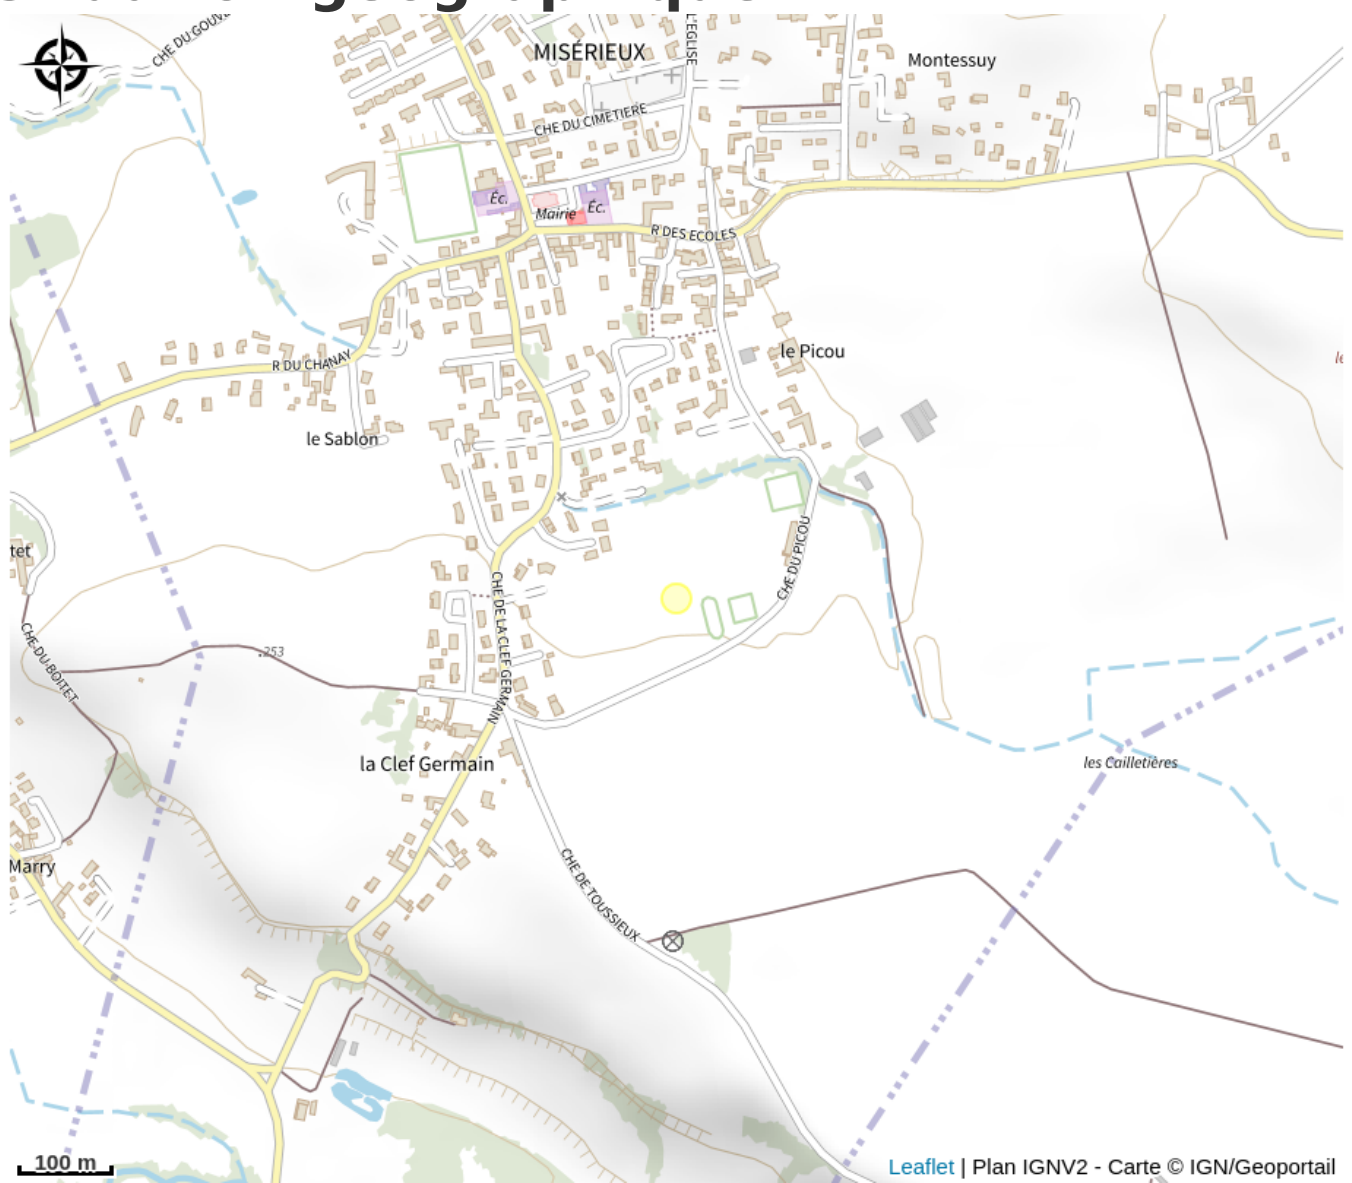 CHE DU GOUV
MISÉRIEUX
L'EGLISE
Montessuy
CHE DU CIMETIERE
Éc.
Mairie
Éc.
R DES ECOLES
le Picou
R DU CHANAY
le
le Sablon
tet
CHE DU PICOU
CHE DE LA CLEF GERMAIN
CHE-DU-BOITET
.253
la Clef Germain
les Cailletières
Marry
CHE DE TOUSSIEUX
100 m
Leaflet | Plan IGNV2 - Carte © IGN/Geoportail